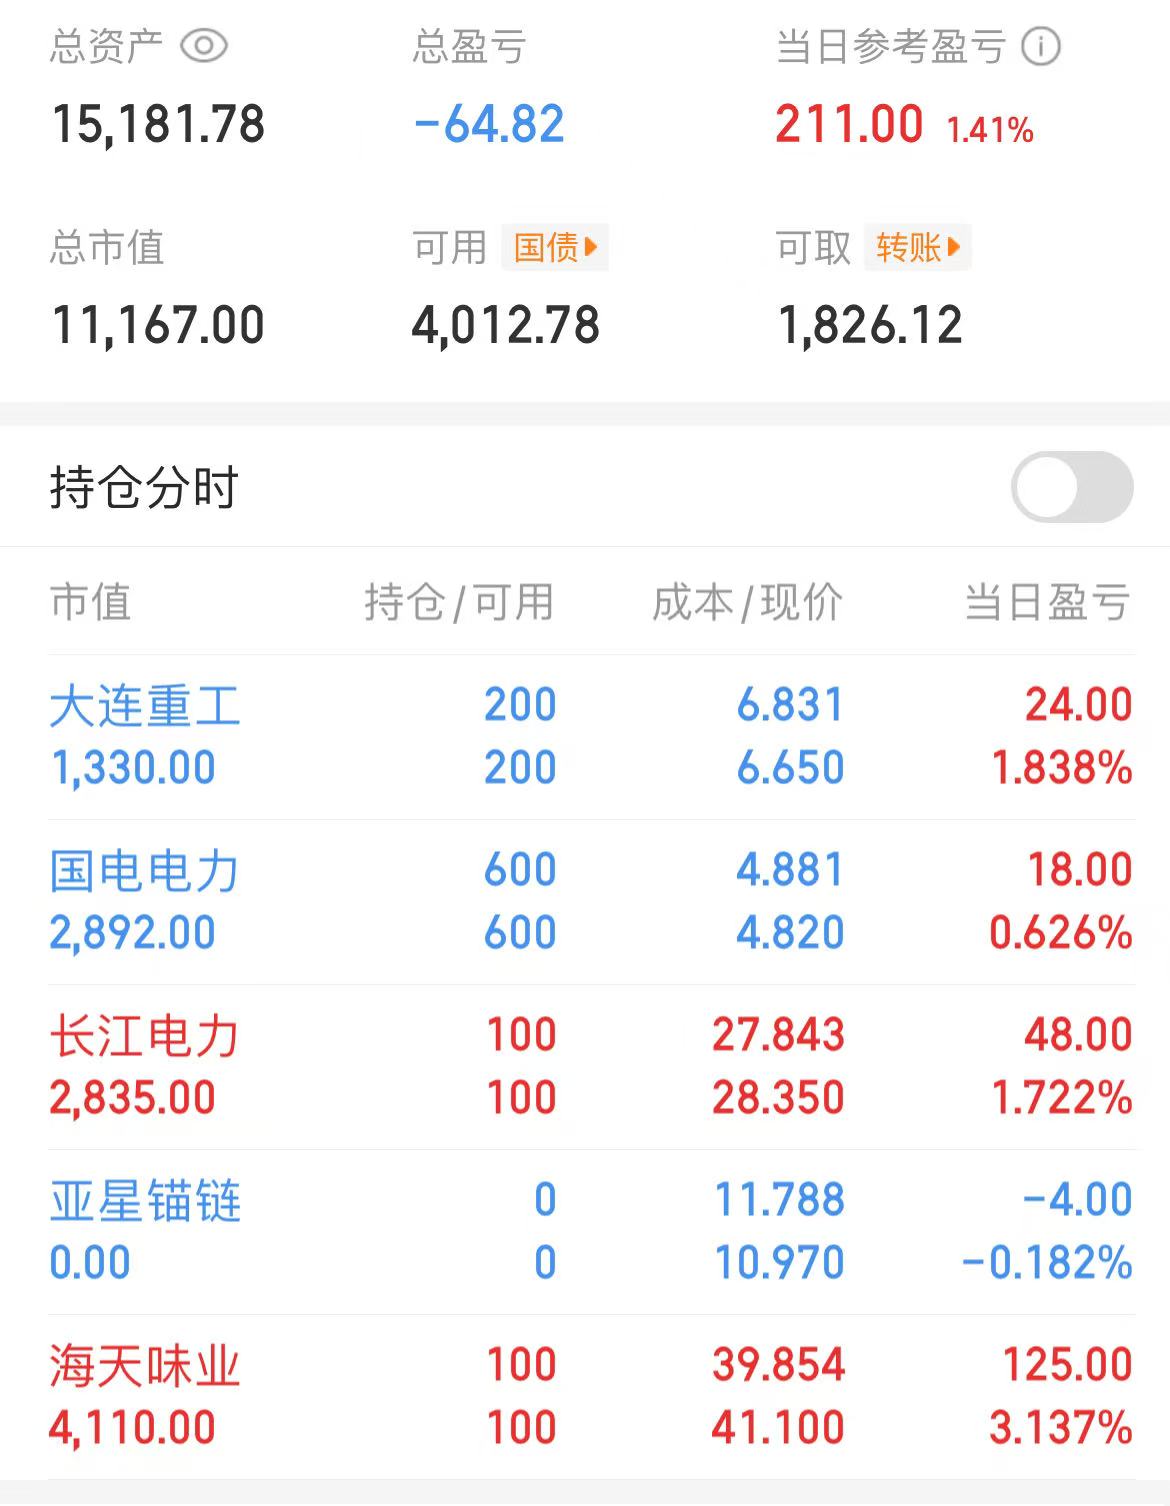 总资产 总盈亏 当日参考盈亏
15,181.78 -64.82 211.00 1.41%
总市值 可用 国债 可取 转账
11,167.00 4,012.78 1,826.12
持仓分时
市值 持仓/可用 成本/现价 当日盈亏
大连重工 200 6.831 24.00
1,330.00 200 6.650 1.838%
国电电力 600 4.881 18.00
2,892.00 600 4.820 0.626%
长江电力 100 27.843 48.00
2,835.00 100 28.350 1.722%
亚星锚链 0 11.788 -4.00
0.00 0 10.970 -0.182%
海天味业 100 39.854 125.00
4,110.00 100 41.100 3.137%